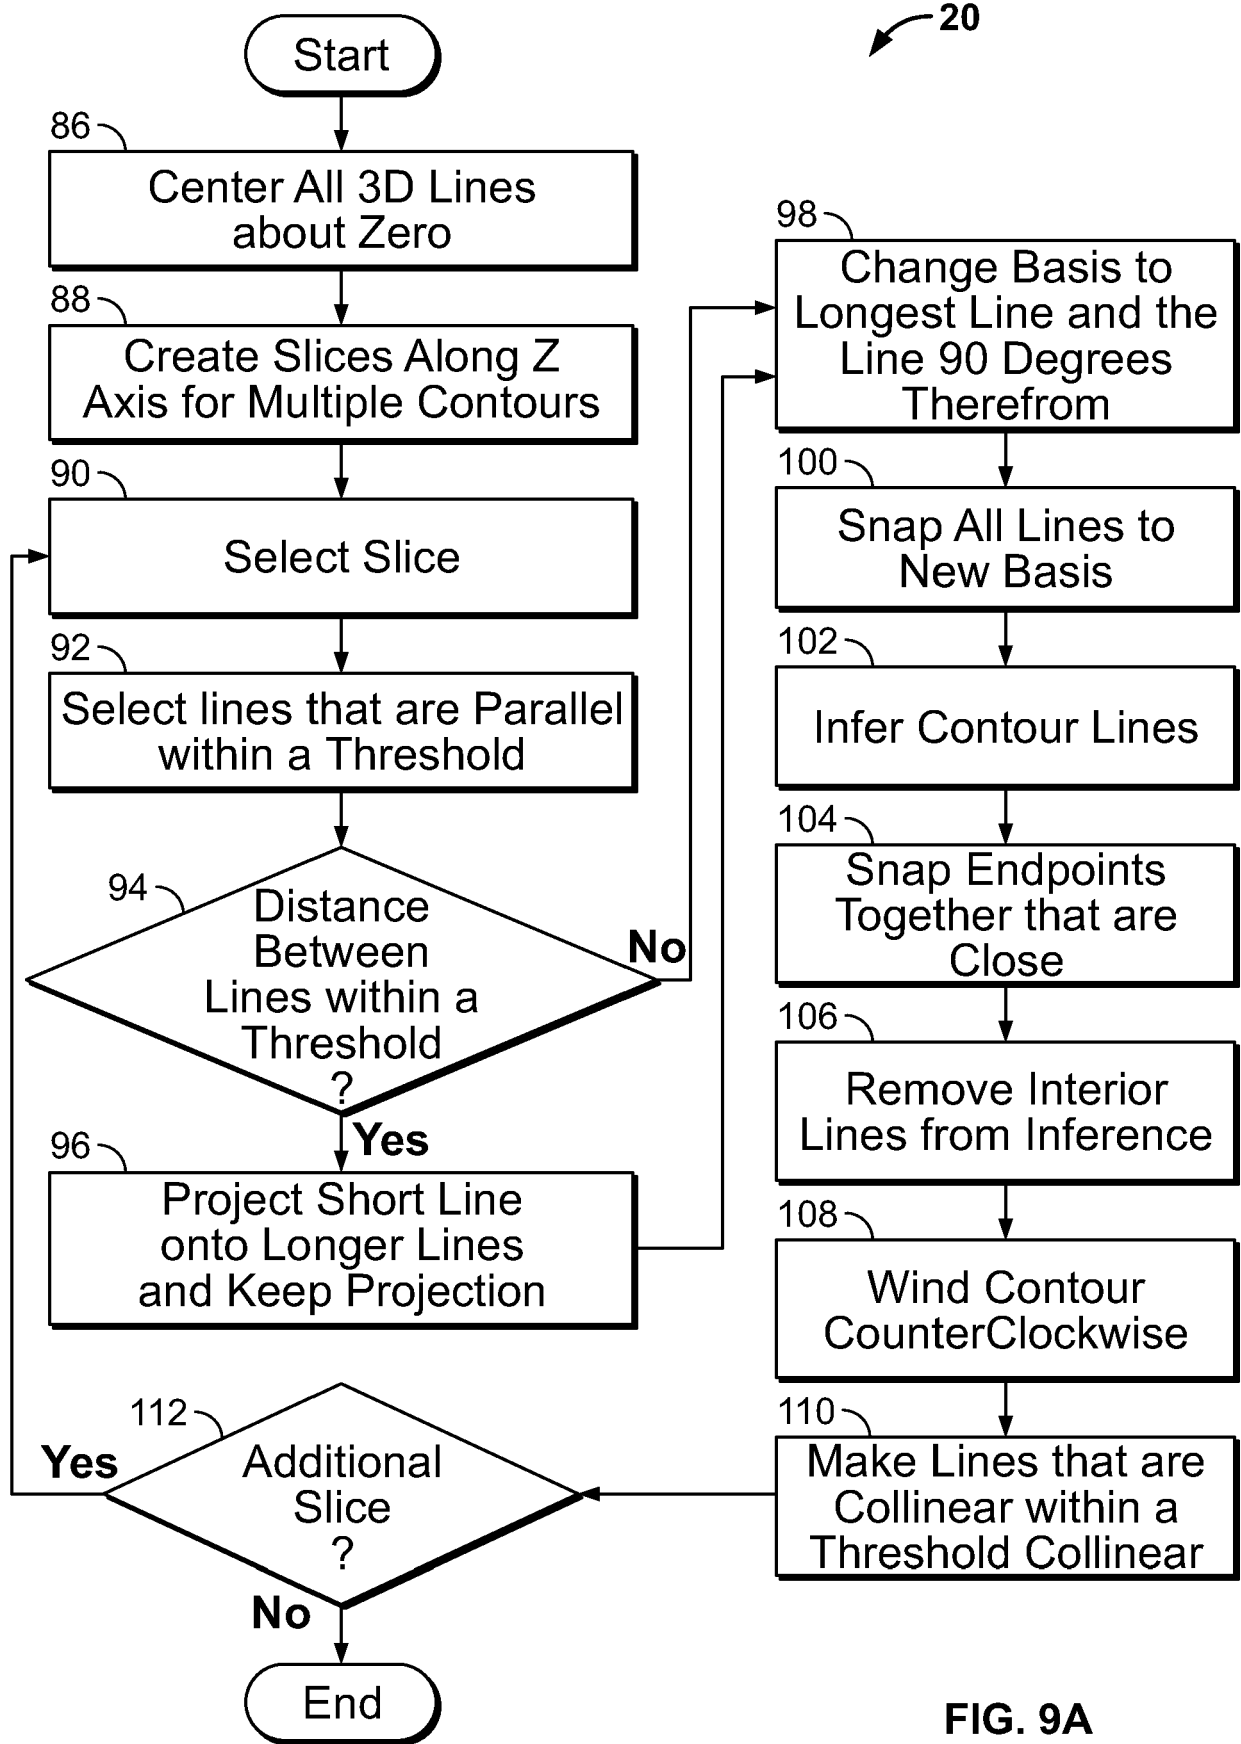 20
Start
86
Center All 3D Lines
about Zero
88
Create Slices Along Z
Axis for Multiple Contours
90
Select Slice
92
Select lines that are Parallel
within a Threshold
94
Distance
Between
Lines within a
Threshold
?
No
Yes
96
Project Short Line
onto Longer Lines
and Keep Projection
98
Change Basis to
Longest Line and the
Line 90 Degrees
Therefrom
100
Snap All Lines to
New Basis
102
Infer Contour Lines
104
Snap Endpoints
Together that are
Close
106
Remove Interior
Lines from Inference
108
Wind Contour
CounterClockwise
110
Make Lines that are
Collinear within a
Threshold Collinear
112
Additional
Slice
?
Yes
No
End
FIG. 9A